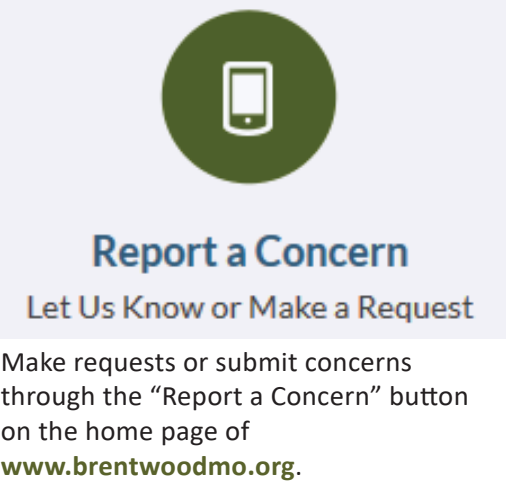 Report a Concern
Let Us Know or Make a Request
Make requests or submit concerns
through the “Report a Concern” button
on the home page of
www.brentwoodmo.org.